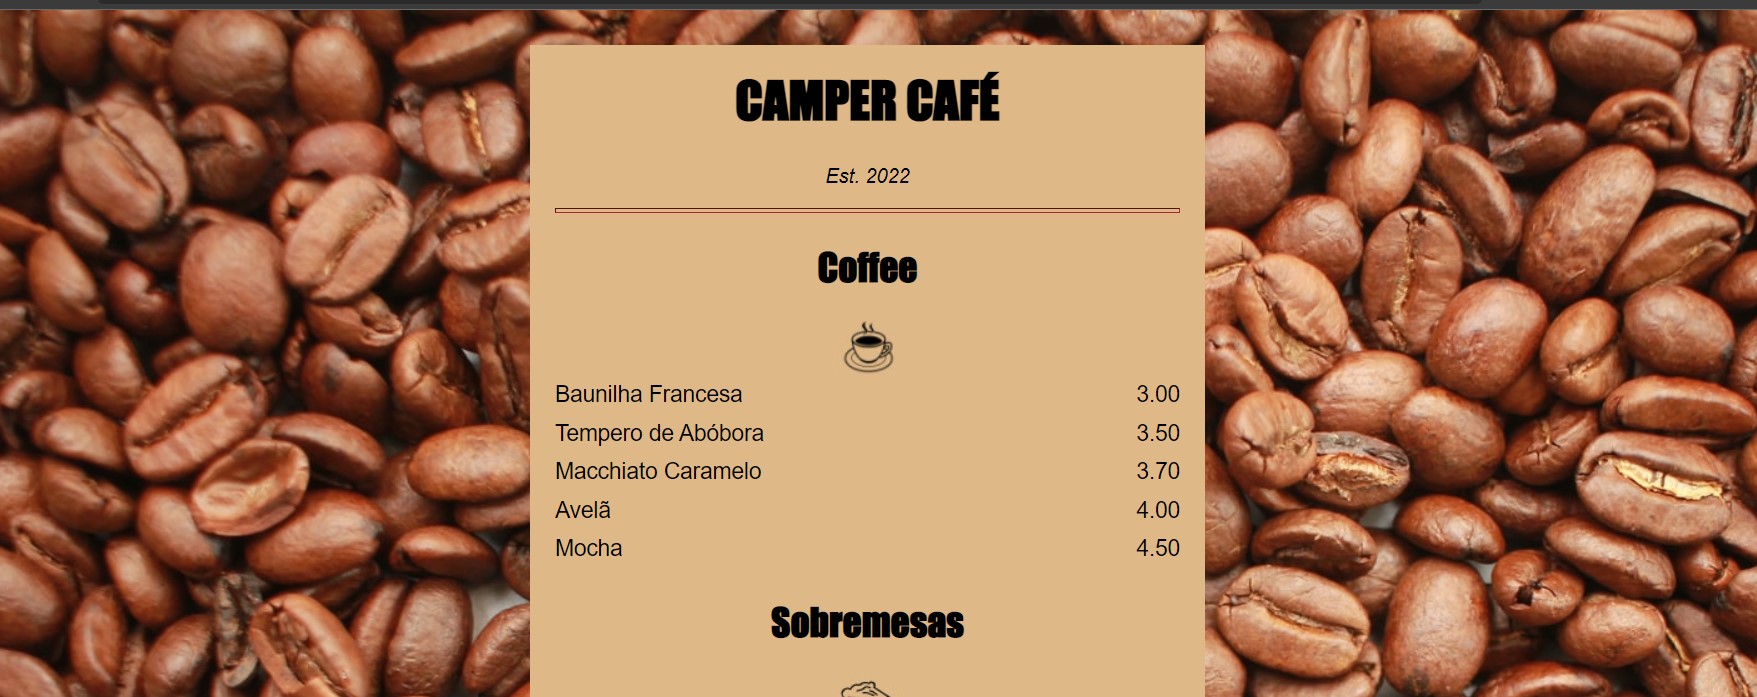 CAMPER CAFÉ
Est. 2022
Coffee
Baunilha Francesa 3.00
Tempero de Abóbora 3.50
Macchiato Caramelo 3.70
Avelã 4.00
Mocha 4.50
Sobremesas